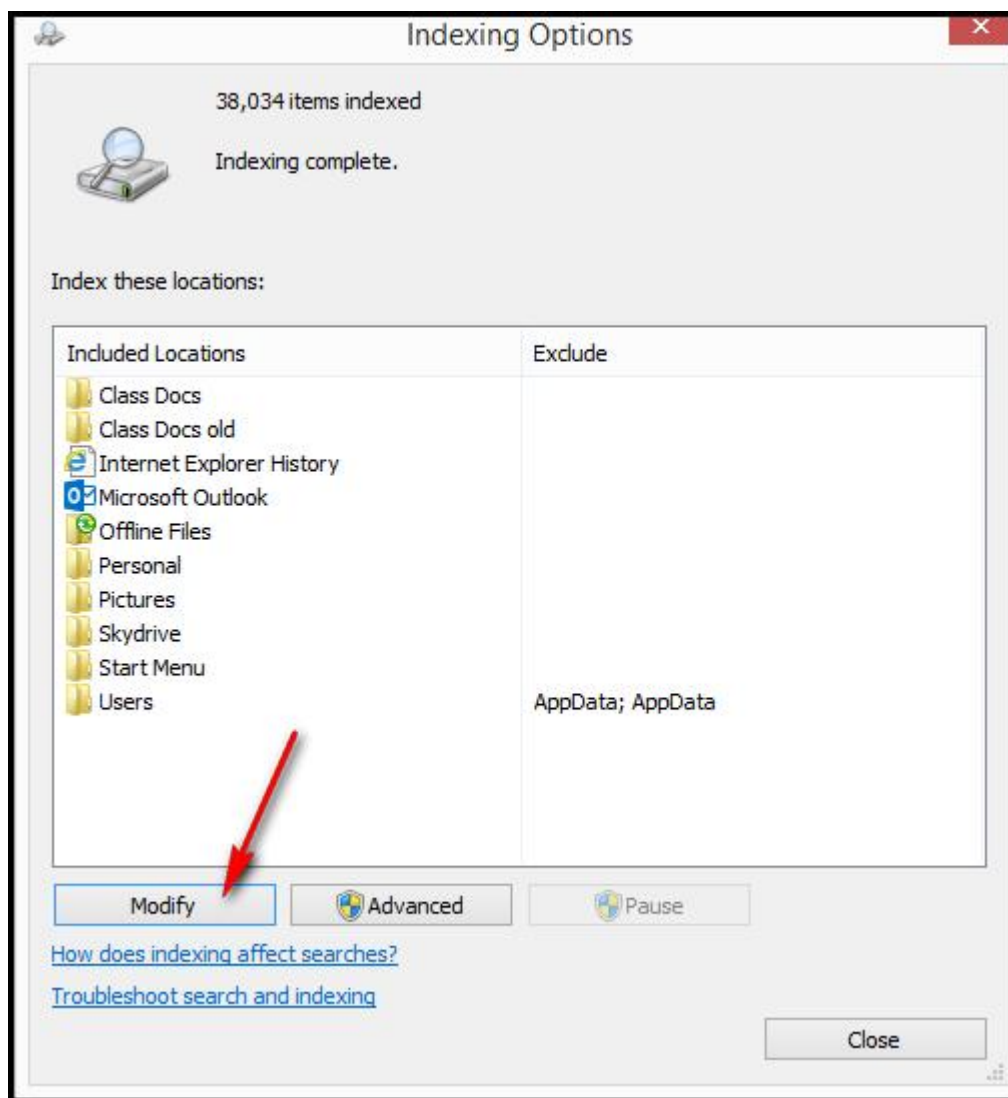 Indexing Options
38,034 items indexed
Indexing complete.
Index these locations:
Included Locations Exclude
Class Docs
Class Docs old
Internet Explorer History
Microsoft Outlook
Offline Files
Personal
Pictures
Skydrive
Start Menu
Users AppData; AppData
Modify Advanced Pause
How does indexing affect searches?
Troubleshoot search and indexing
Close